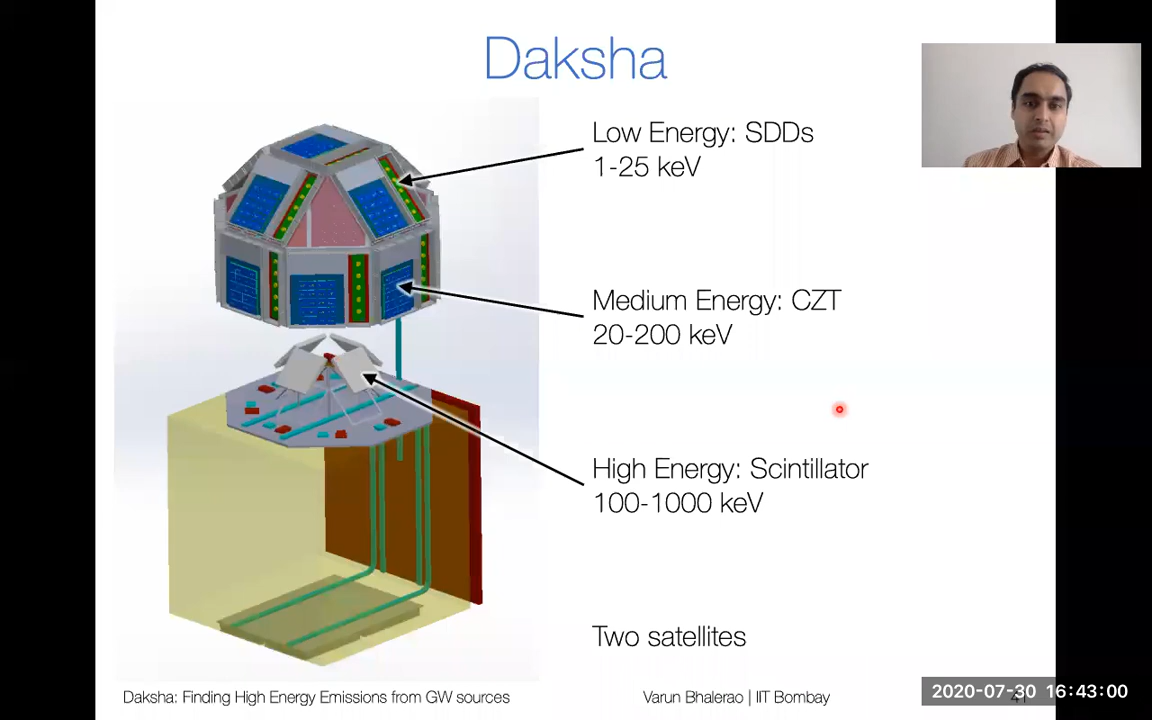 Daksha
Low Energy: SDDs
1-25 keV
Medium Energy: CZT
20-200 keV
High Energy: Scintillator
100-1000 keV
Two satellites
Daksha: Finding High Energy Emissions from GW sources
Varun Bhalerao | IIT Bombay
2020-07-30 16:43:00